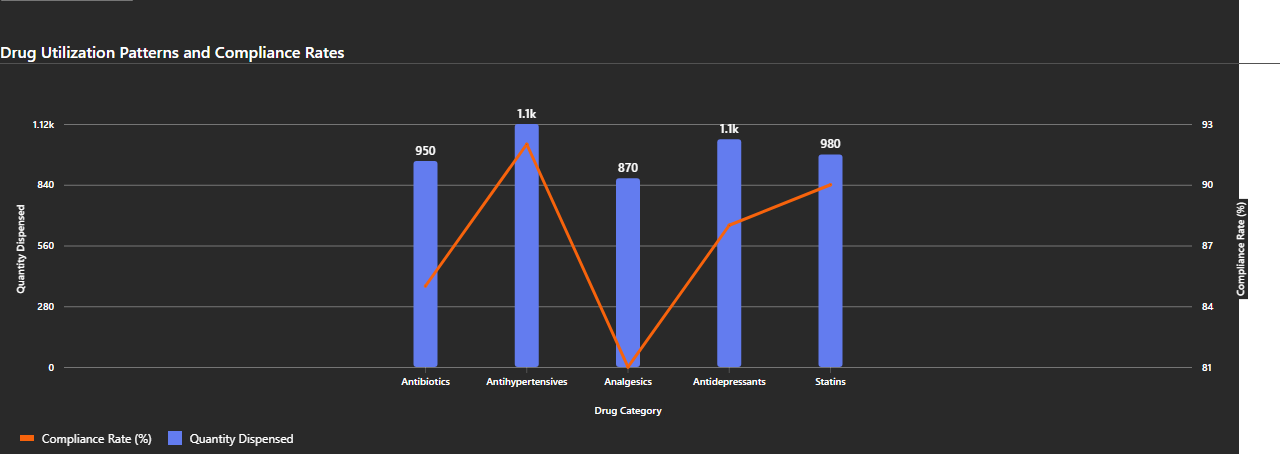 Drug Utilization Patterns and Compliance Rates
1.12k
840
560
280
0
Quantity Dispensed
950
1.1k
870
1.1k
980
93
90
87
84
81
Compliance Rate (%)
Antibiotics Antihypertensives Analgesics Antidepressants Statins
Drug Category
Compliance Rate (%) Quantity Dispensed